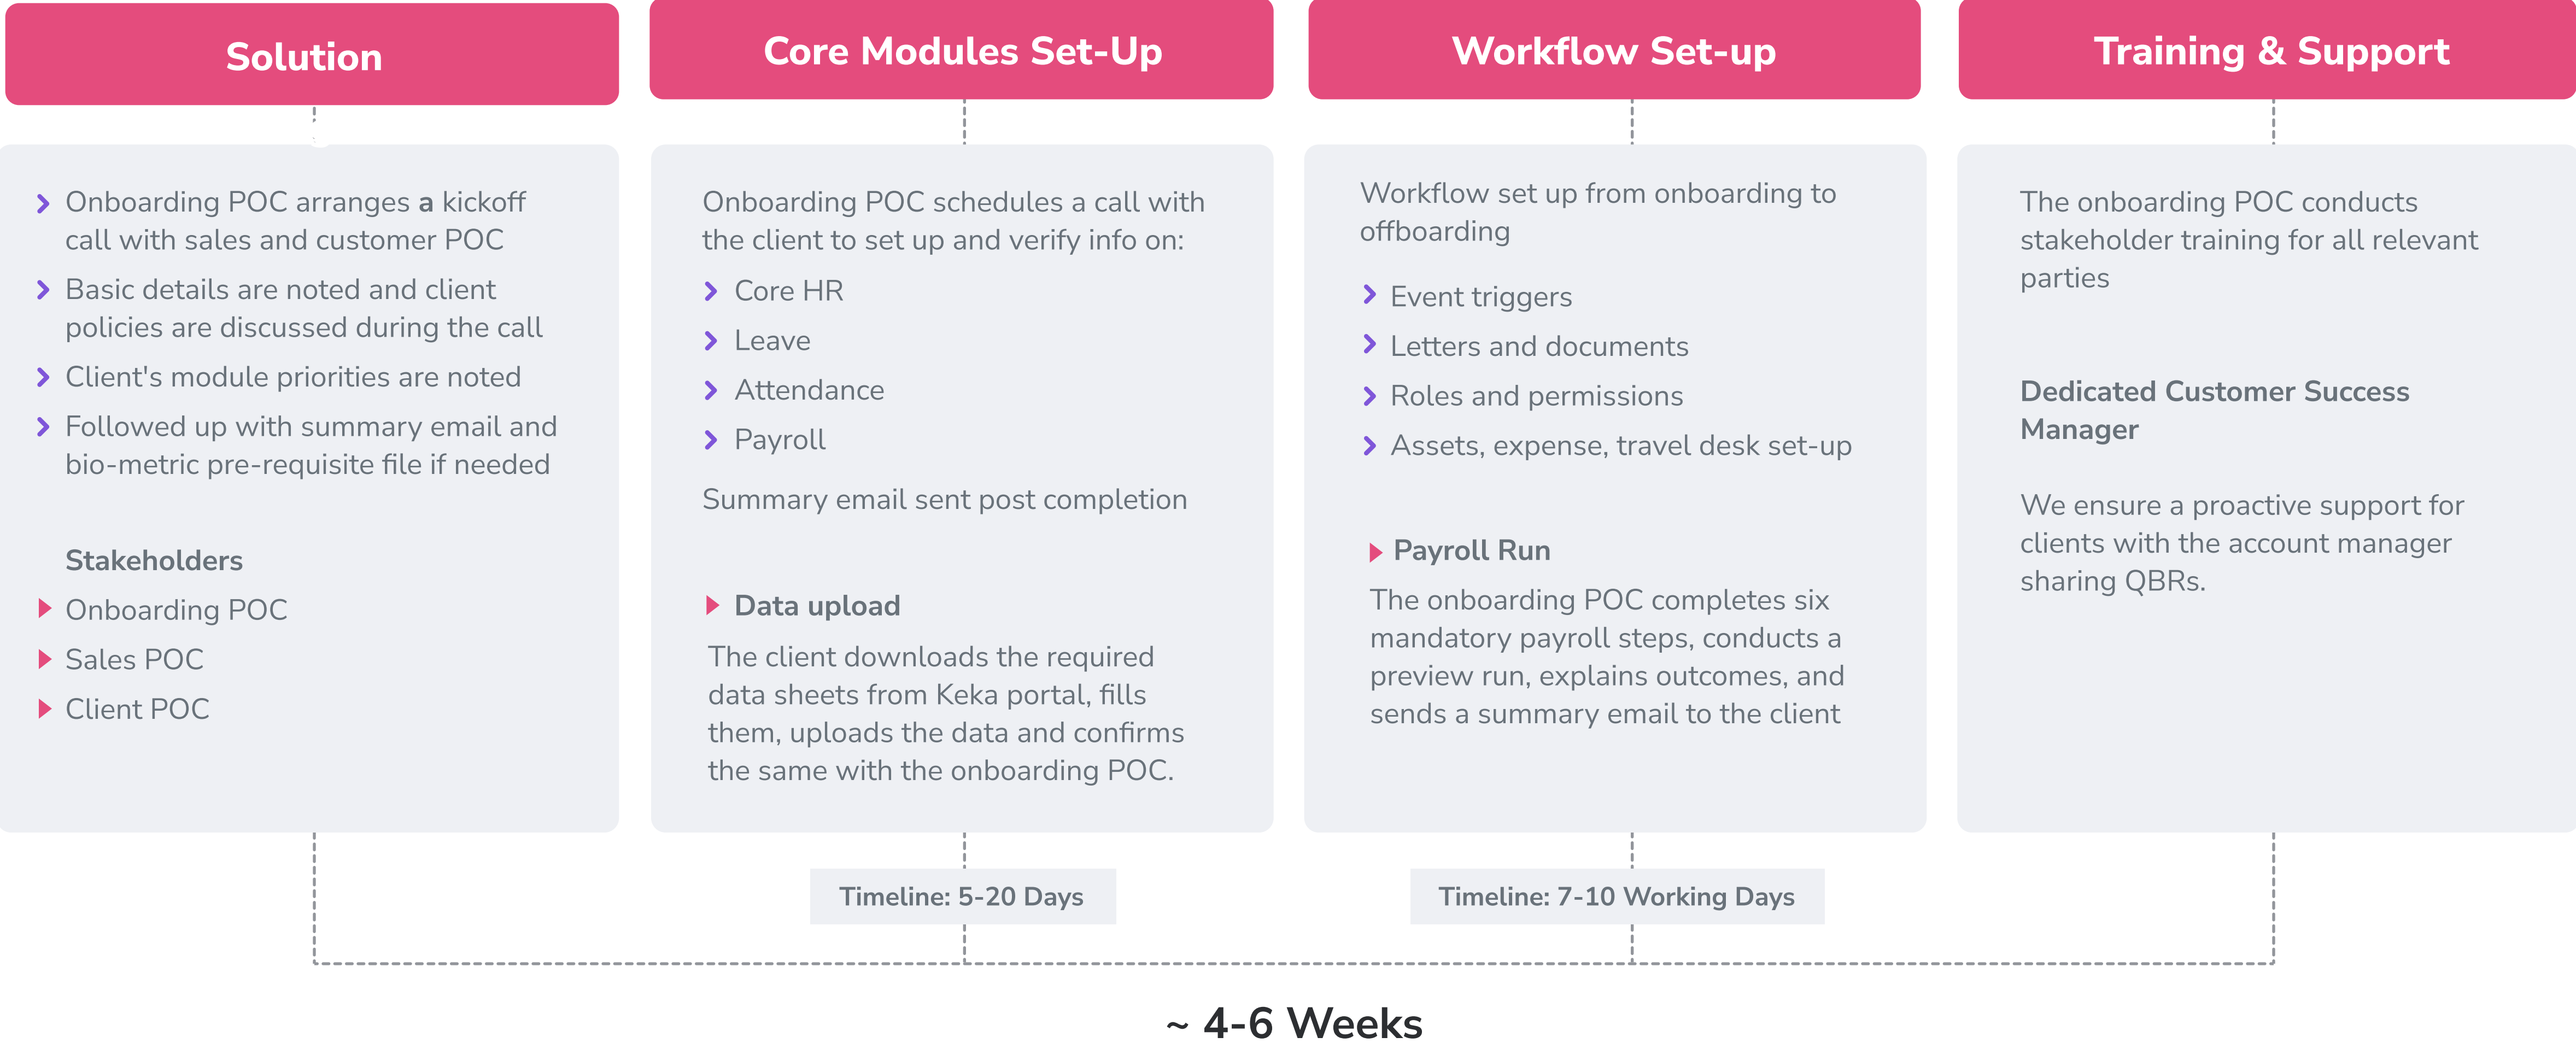 Solution
Onboarding POC arranges a kickoff
call with sales and customer POC
Basic details are noted and client
policies are discussed during the call
Client's module priorities are noted
Followed up with summary email and
bio-metric pre-requisite file if needed
Stakeholders
Onboarding POC
Sales POC
Client POC
Core Modules Set-Up
Onboarding POC schedules a call with
the client to set up and verify info on:
Core HR
Leave
Attendance
Payroll
Summary email sent post completion
Data upload
The client downloads the required
data sheets from Keka portal, fills
them, uploads the data and confirms
the same with the onboarding POC.
Timeline: 5-20 Days
Workflow Set-up
Workflow set up from onboarding to
offboarding
Event triggers
Letters and documents
Roles and permissions
Assets, expense, travel desk set-up
Payroll Run
The onboarding POC completes six
mandatory payroll steps, conducts a
preview run, explains outcomes, and
sends a summary email to the client
Timeline: 7-10 Working Days
Training & Support
The onboarding POC conducts
stakeholder training for all relevant
parties
Dedicated Customer Success
Manager
We ensure a proactive support for
clients with the account manager
sharing QBRs.
~ 4-6 Weeks